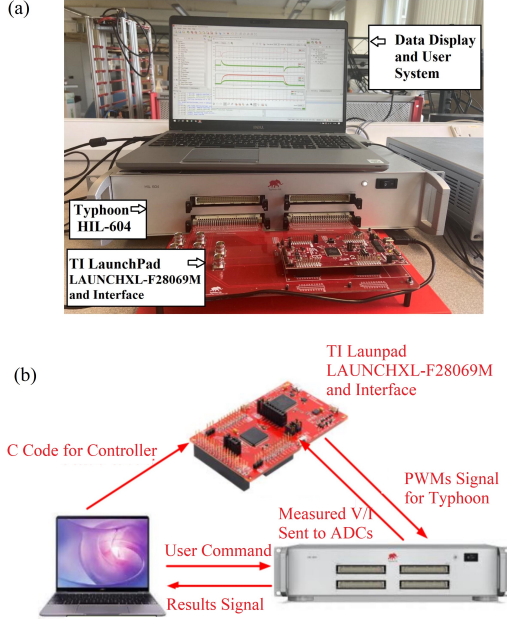 (a)
Data Display
and User
System
Typhoon
HIL-604
TI LaunchPad
LAUNCHXL-F28069M
and Interface
(b)
TI Launpad
LAUNCHXL-F28069M
and Interface
C Code for Controller
PWMs Signal
for Typhoon
Measured V/I
Sent to ADCs
User Command
Results Signal